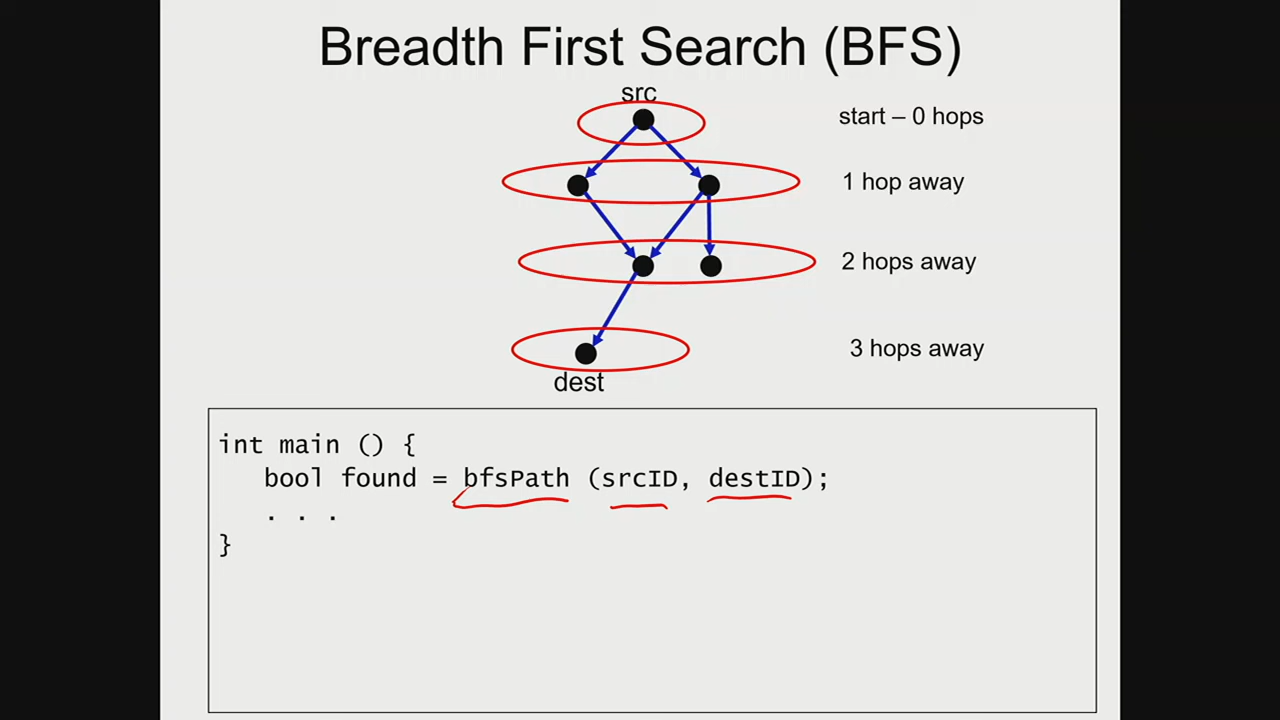 Breadth First Search (BFS)
src
start – 0 hops
1 hop away
2 hops away
3 hops away
dest
int main () {
bool found = bfsPath (srcID, destID);
. . .
}